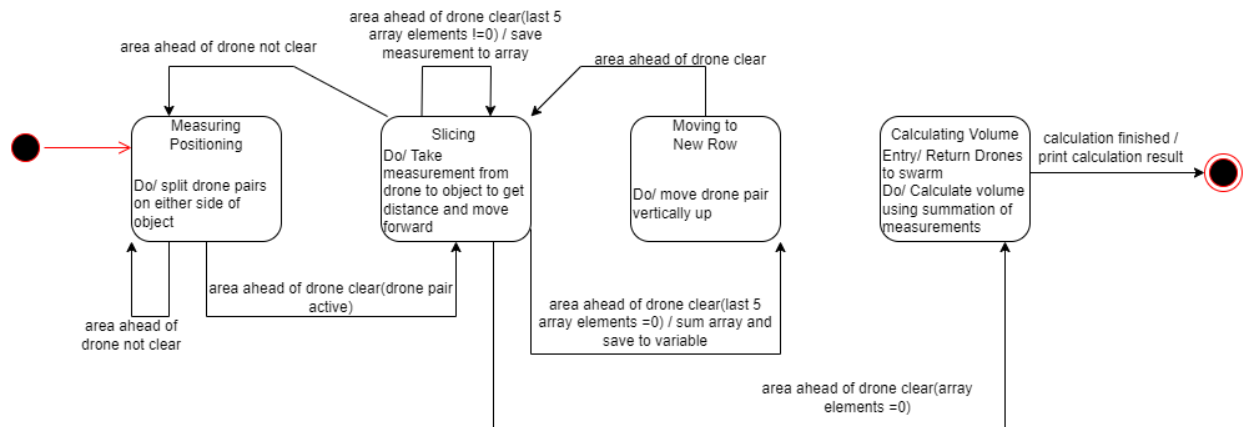 area ahead of drone clear(last 5
array elements !=0) / save
measurement to array
area ahead of drone not clear
area ahead of drone clear
Measuring
Positioning
Do/ split drone pairs
on either side of
object
Slicing
Do/ Take
measurement from
drone to object to get
distance and move
forward
Moving to
New Row
Do/ move drone pair
vertically up
Calculating Volume
Entry/ Return Drones
to swarm
Do/ Calculate volume
using summation of
measurements
calculation finished /
print calculation result
area ahead of
drone not clear
area ahead of drone clear(drone pair
active)
area ahead of drone clear(last 5
array elements =0) / sum array and
save to variable
area ahead of drone clear(array
elements =0)